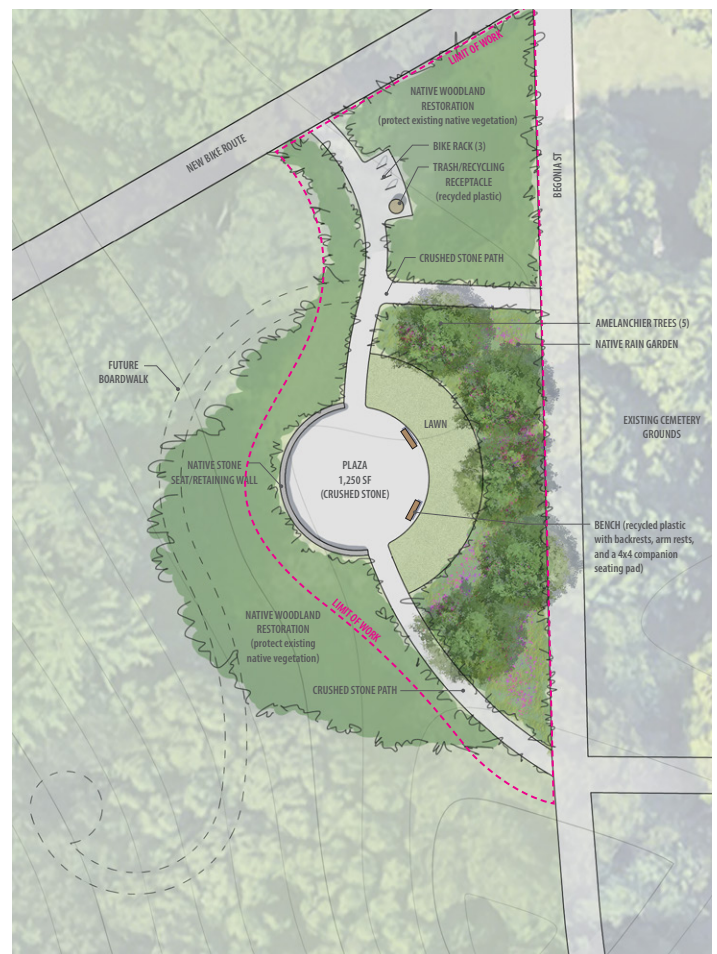 LIMIT OF WORK
NATIVE WOODLAND
RESTORATION
(protect existing native vegetation)
NEW BIKE ROUTE
BIKE RACK (3)
TRASH/RECYCLING
RECEPTACLE
(recycled plastic)
BEGONIA ST
CRUSHED STONE PATH
AMELANCHIER TREES (5)
NATIVE RAIN GARDEN
FUTURE
BOARDWALK
LAWN
EXISTING CEMETERY
GROUNDS
NATIVE STONE
SEAT/RETAINING WALL
PLAZA
1,250 SF
(CRUSHED STONE)
BENCH (recycled plastic
with backrests, arm rests,
and a 4x4 companion
seating pad)
LIMIT OF WORK
NATIVE WOODLAND
RESTORATION
(protect existing
native vegetation)
CRUSHED STONE PATH